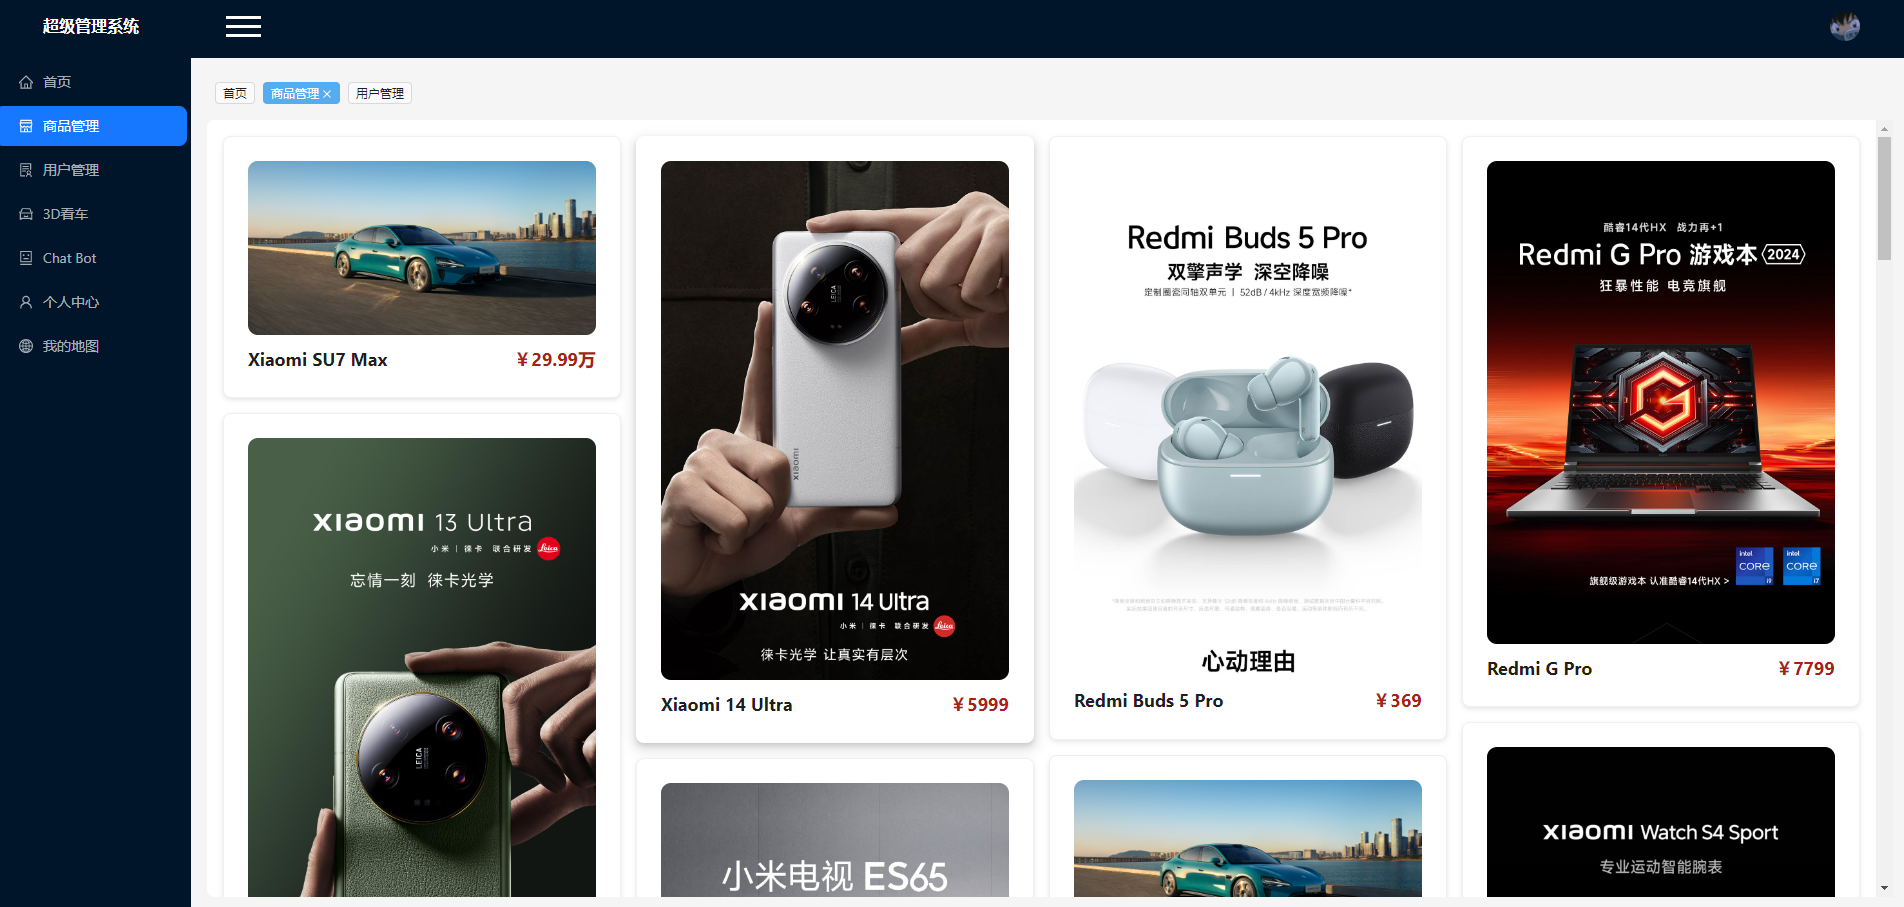 超级管理系统
首页
商品管理
用户管理
3D看车
Chat Bot
个人中心
我的地图
首页
商品管理 ×
用户管理
Xiaomi SU7 Max
¥ 29.99万
xiaomi 13 Ultra
小米 | 徕卡 联合研发
Leica
忘情一刻 徕卡光学
LEICA
LEICA
xiaomi
xiaomi 14 Ultra
小米 | 徕卡 联合研发
Leica
徕卡光学 让真实有层次
Xiaomi 14 Ultra
¥ 5999
小米电视 ES65
Redmi Buds 5 Pro
双擎声学 深空降噪
定制圈瓷同轴双单元 | 52dB / 4kHz 深度宽频降噪*
心动理由
Redmi Buds 5 Pro
¥ 369
酷睿14代HX 战力再+1
Redmi G Pro 游戏本 2024
狂暴性能 电竞旗舰
旗舰级游戏本 认准酷睿14代HX >
intel CORE i9
intel CORE i7
Redmi G Pro
¥ 7799
xiaomi Watch S4 Sport
专业运动智能腕表